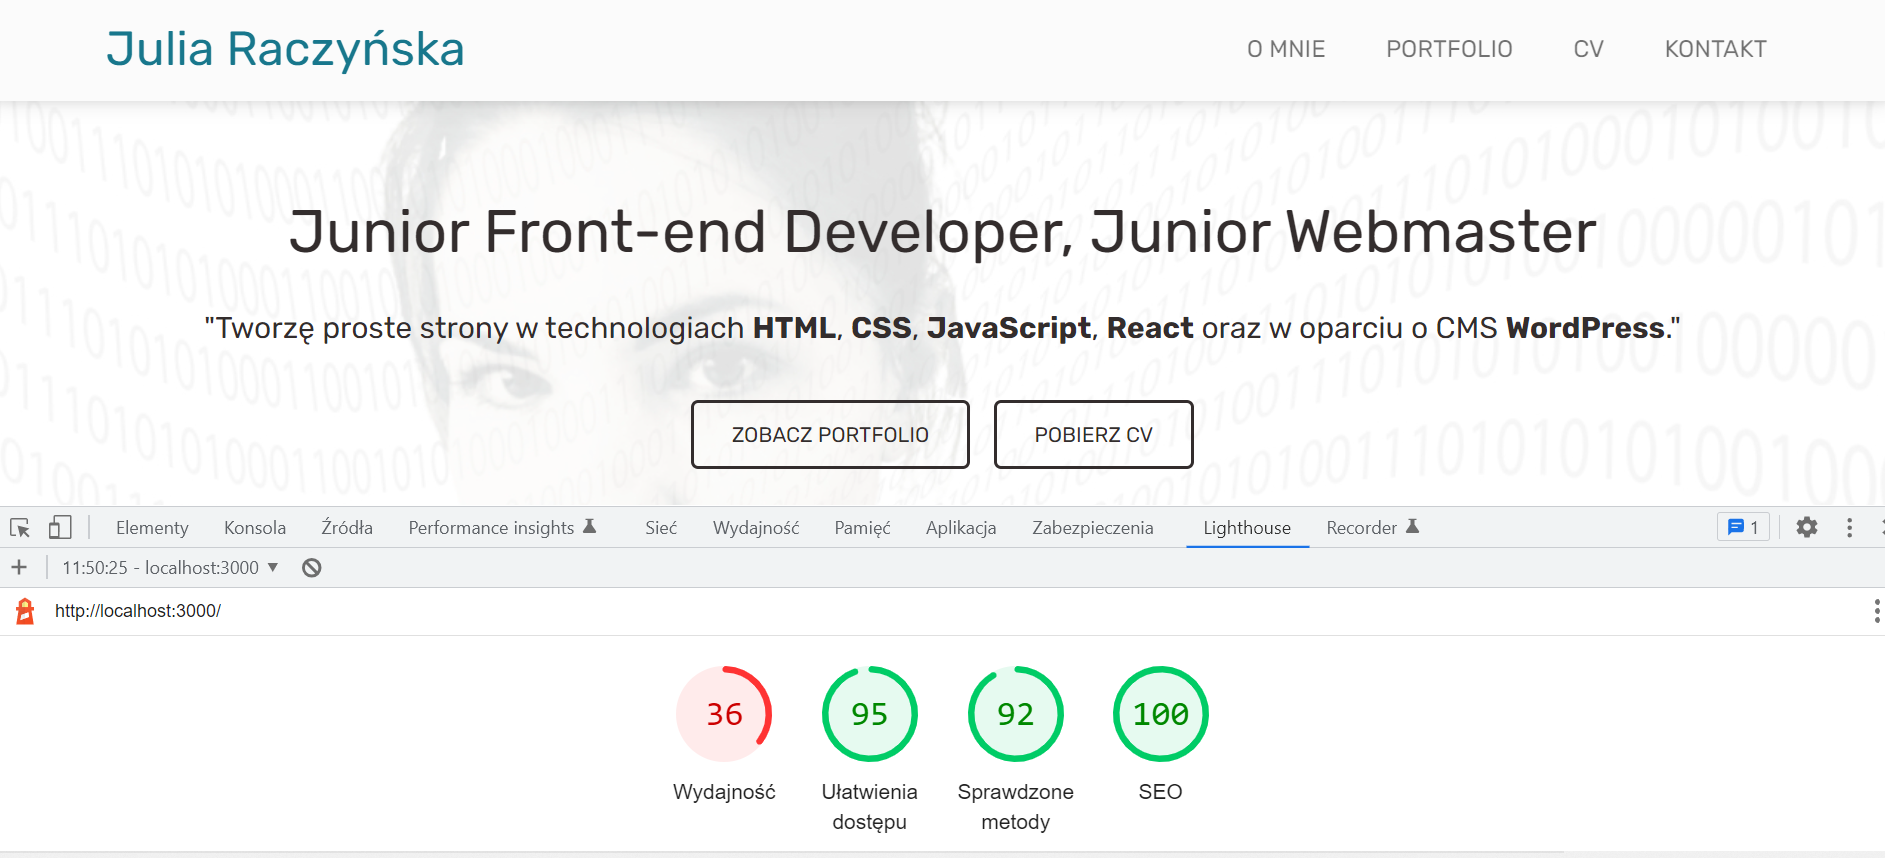 Julia Raczyńska
O MNIE PORTFOLIO CV KONTAKT
Junior Front-end Developer, Junior Webmaster
"Tworzę proste strony w technologiach HTML, CSS, JavaScript, React oraz w oparciu o CMS WordPress."
ZOBACZ PORTFOLIO POBIERZ CV
Elementy Konsola Źródła Performance insights Sieć Wydajność Pamięć Aplikacja Zabezpieczenia Lighthouse Recorder 1
11:50:25 - localhost:3000
http://localhost:3000/
36 95 92 100
Wydajność Ułatwienia dostępu Sprawdzone metody SEO